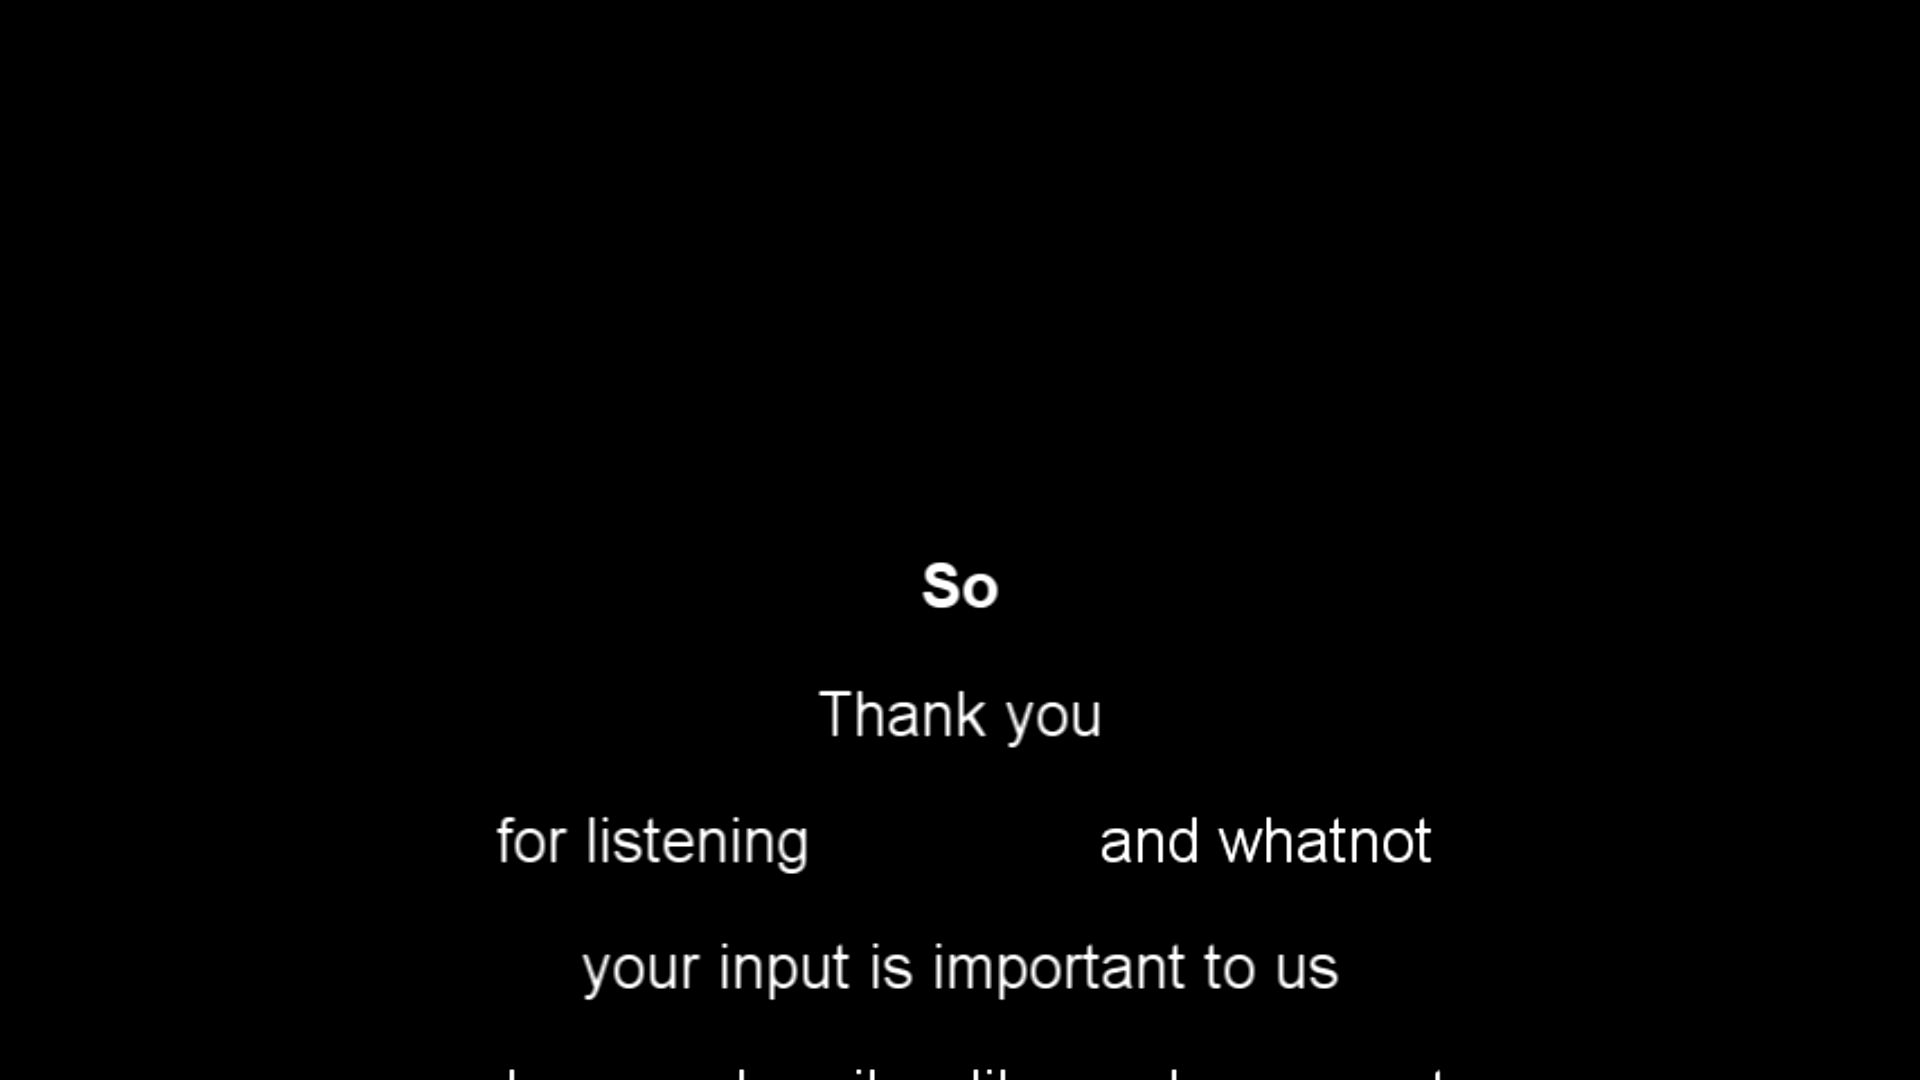 So
Thank you
for listening and whatnot
your input is important to us